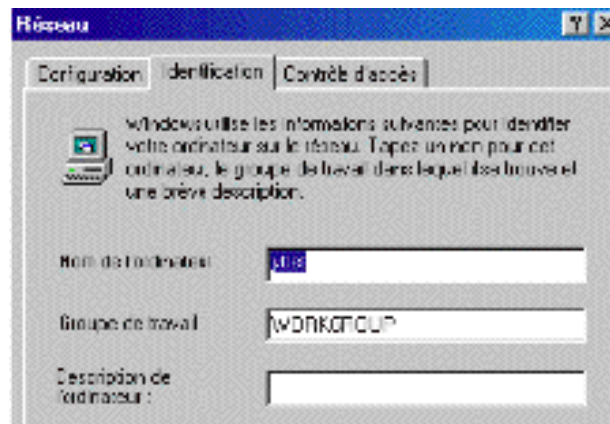 Réseau
Configuration Identification Contrôle d'accès
Windows utilise les informations suivantes pour identifier
votre ordinateur sur le réseau. Tapez un nom pour cet
ordinateur, le groupe de travail dans lequel il se trouve et
une brève description.
Nom de l'ordinateur
Groupe de travail WORKGROUP
Description de
l'ordinateur :